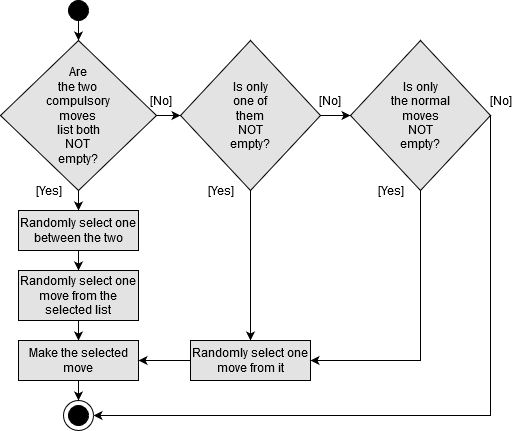 Are
the two
compulsory
moves
list both
NOT
empty?
[No]
Is only
one of
them
NOT
empty?
[No]
Is only
the normal
moves
NOT
empty?
[No]
[Yes]
[Yes]
[Yes]
Randomly select one
between the two
Randomly select one
move from the
selected list
Make the selected
move
Randomly select one
move from it